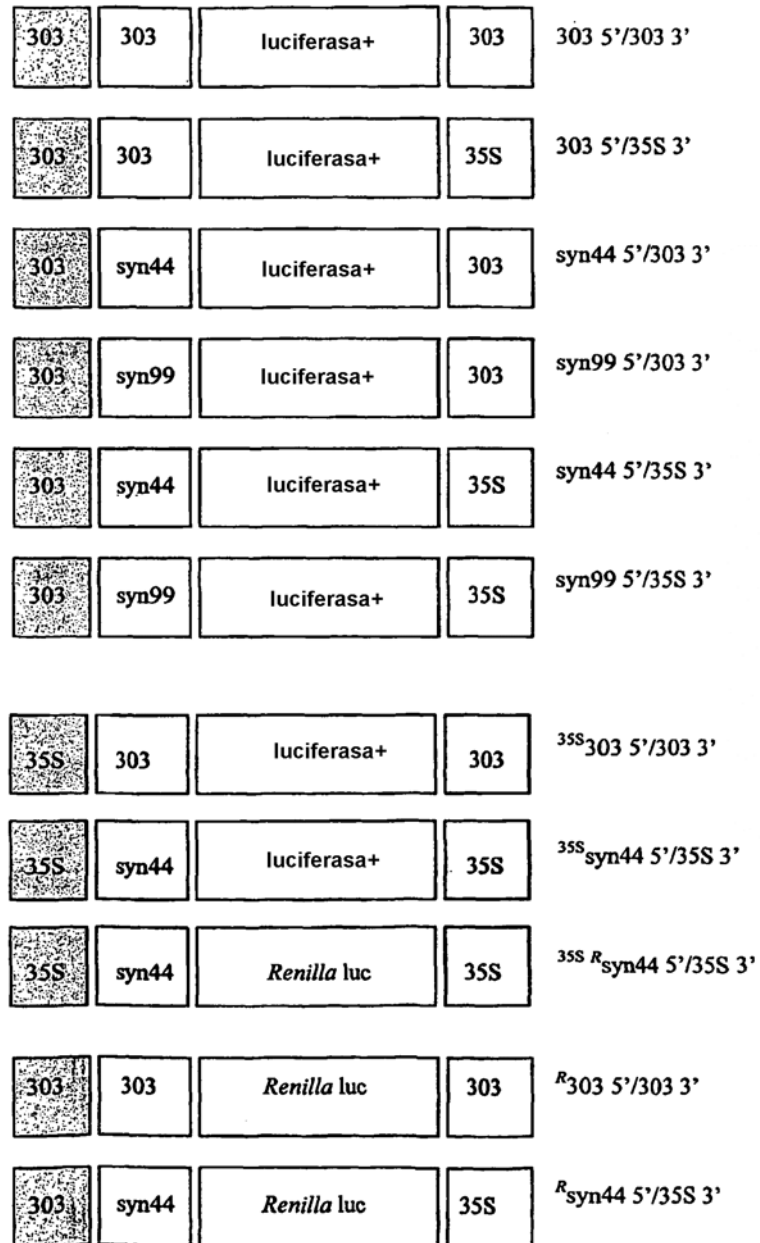 303 303 luciferasa+ 303 303 5’/303 3’
303 303 luciferasa+ 35S 303 5’/35S 3’
303 syn44 luciferasa+ 303 syn44 5’/303 3’
303 syn99 luciferasa+ 303 syn99 5’/303 3’
303 syn44 luciferasa+ 35S syn44 5’/35S 3’
303 syn99 luciferasa+ 35S syn99 5’/35S 3’
35S 303 luciferasa+ 303 35S303 5’/303 3’
35S syn44 luciferasa+ 35S 35Ssyn44 5’/35S 3’
35S syn44 Renilla luc 35S 35S Rsyn44 5’/35S 3’
303 303 Renilla luc 303 R303 5’/303 3’
303 syn44 Renilla luc 35S Rsyn44 5’/35S 3’